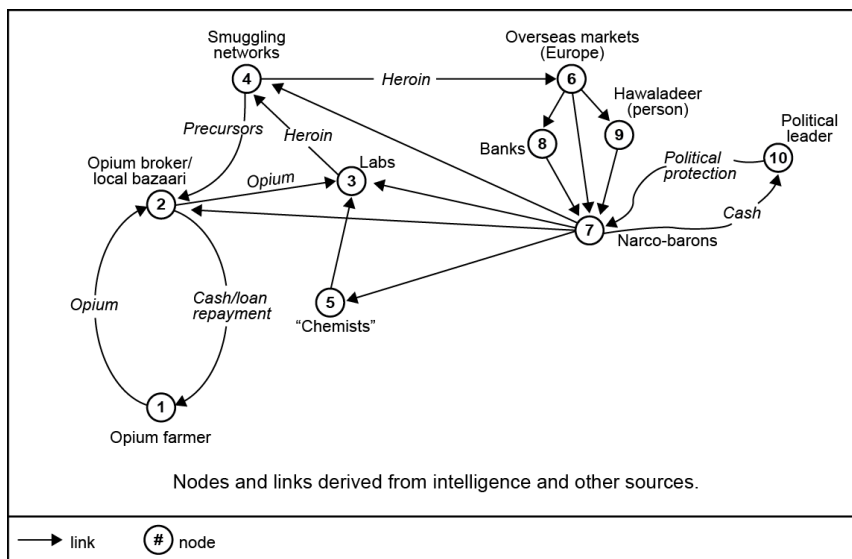 Smuggling
networks
4
Heroin
Overseas markets
(Europe)
6
Hawaladeer
(person)
9
Political
leader
10
Precursors
Heroin
Banks
8
Opium broker/
local bazaari
2
Opium
Labs
3
Political
protection
Cash
7
Narco-barons
Opium
Cash/loan
repayment
5
“Chemists”
1
Opium farmer
Nodes and links derived from intelligence and other sources.
link
# node